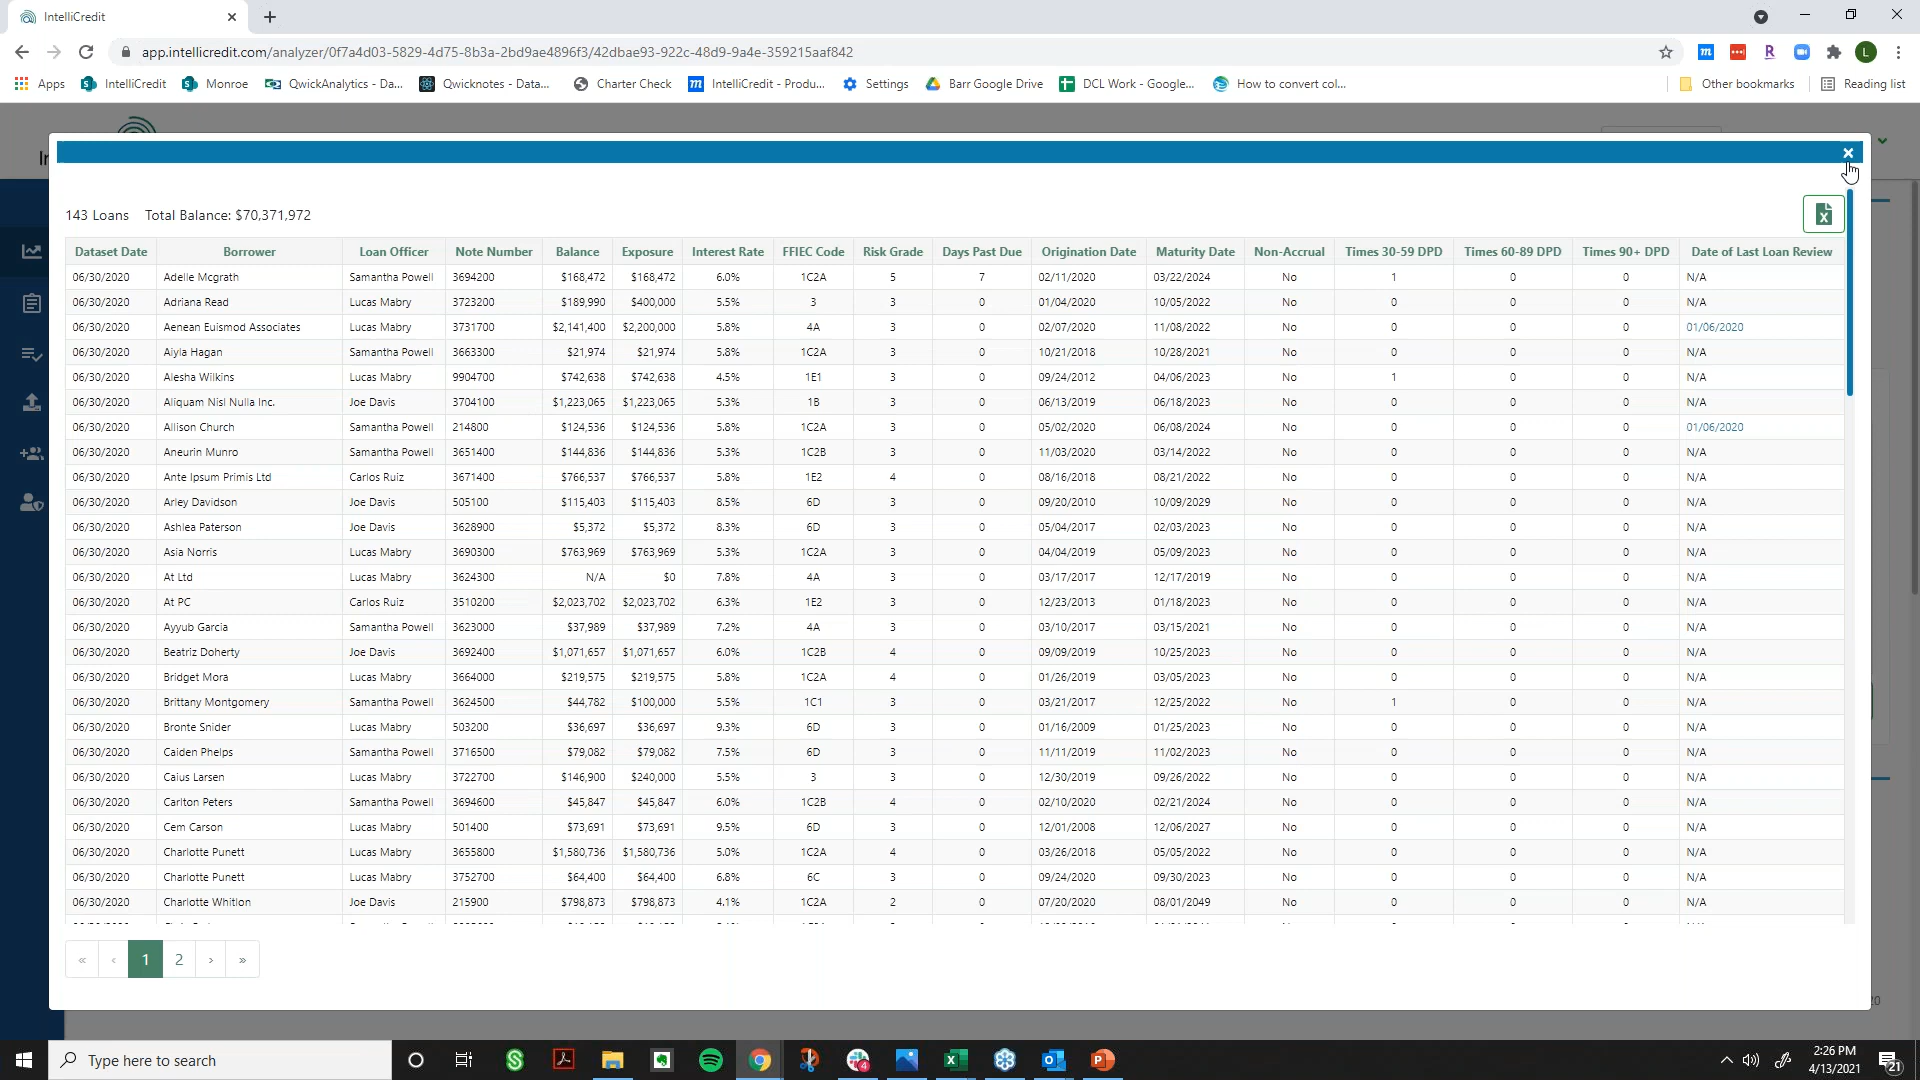 IntelliCredit
app.intellicredit.com/analyzer/0f7a4d03-5829-4d75-8b3a-2bd9ae4896f3/42dbae93-922c-48d9-9a4e-359215aaf842
L
Apps IntelliCredit Monroe QwickAnalytics - Da... Qwicknotes - Data... Charter Check IntelliCredit - Produ... Settings Barr Google Drive DCL Work - Google... How to convert col... Other bookmarks Reading list
143 Loans Total Balance: $70,371,972
Dataset Date Borrower Loan Officer Note Number Balance Exposure Interest Rate FFIEC Code Risk Grade Days Past Due Origination Date Maturity Date Non-Accrual Times 30-59 DPD Times 60-89 DPD Times 90+ DPD Date of Last Loan Review
06/30/2020 Adelle Mcgrath Samantha Powell 3694200 $168,472 $168,472 6.0% 1C2A 5 7 02/11/2020 03/22/2024 No 1 0 0 N/A
06/30/2020 Adriana Read Lucas Mabry 3723200 $189,990 $400,000 5.5% 3 3 0 01/04/2020 10/05/2022 No 0 0 0 N/A
06/30/2020 Aenean Euismod Associates Lucas Mabry 3731700 $2,141,400 $2,200,000 5.8% 4A 3 0 02/07/2020 11/08/2022 No 0 0 0 01/06/2020
06/30/2020 Aiyla Hagan Samantha Powell 3663300 $21,974 $21,974 5.8% 1C2A 3 0 10/21/2018 10/28/2021 No 0 0 0 N/A
06/30/2020 Alesha Wilkins Lucas Mabry 9904700 $742,638 $742,638 4.5% 1E1 3 0 09/24/2012 04/06/2023 No 1 0 0 N/A
06/30/2020 Aliquam Nisl Nulla Inc. Joe Davis 3704100 $1,223,065 $1,223,065 5.3% 1B 3 0 06/13/2019 06/18/2023 No 0 0 0 N/A
06/30/2020 Allison Church Samantha Powell 214800 $124,536 $124,536 5.8% 1C2A 3 0 05/02/2020 06/08/2024 No 0 0 0 01/06/2020
06/30/2020 Aneurin Munro Samantha Powell 3651400 $144,836 $144,836 5.3% 1C2B 3 0 11/03/2020 03/14/2022 No 0 0 0 N/A
06/30/2020 Ante Ipsum Primis Ltd Carlos Ruiz 3671400 $766,537 $766,537 5.8% 1E2 4 0 08/16/2018 08/21/2022 No 0 0 0 N/A
06/30/2020 Arley Davidson Joe Davis 505100 $115,403 $115,403 8.5% 6D 3 0 09/20/2010 10/09/2029 No 0 0 0 N/A
06/30/2020 Ashlea Paterson Joe Davis 3628900 $5,372 $5,372 8.3% 6D 3 0 05/04/2017 02/03/2023 No 0 0 0 N/A
06/30/2020 Asia Norris Lucas Mabry 3690300 $763,969 $763,969 5.3% 1C2A 3 0 04/04/2019 05/09/2023 No 0 0 0 N/A
06/30/2020 At Ltd Lucas Mabry 3624300 N/A $0 7.8% 4A 3 0 03/17/2017 12/17/2019 No 0 0 0 N/A
06/30/2020 At PC Carlos Ruiz 3510200 $2,023,702 $2,023,702 6.3% 1E2 3 0 12/23/2013 01/18/2023 No 0 0 0 N/A
06/30/2020 Ayyub Garcia Samantha Powell 3623000 $37,989 $37,989 7.2% 4A 3 0 03/10/2017 03/15/2021 No 0 0 0 N/A
06/30/2020 Beatriz Doherty Joe Davis 3692400 $1,071,657 $1,071,657 6.0% 1C2B 4 0 09/09/2019 10/25/2023 No 0 0 0 N/A
06/30/2020 Bridget Mora Lucas Mabry 3664000 $219,575 $219,575 5.8% 1C2A 4 0 01/26/2019 03/05/2023 No 0 0 0 N/A
06/30/2020 Brittany Montgomery Samantha Powell 3624500 $44,782 $100,000 5.5% 1C1 3 0 03/21/2017 12/25/2022 No 1 0 0 N/A
06/30/2020 Bronte Snider Lucas Mabry 503200 $36,697 $36,697 9.3% 6D 3 0 01/16/2009 01/25/2023 No 0 0 0 N/A
06/30/2020 Caiden Phelps Samantha Powell 3716500 $79,082 $79,082 7.5% 6D 3 0 11/11/2019 11/02/2023 No 0 0 0 N/A
06/30/2020 Caius Larsen Lucas Mabry 3722700 $146,900 $240,000 5.5% 3 3 0 12/30/2019 09/26/2022 No 0 0 0 N/A
06/30/2020 Carlton Peters Samantha Powell 3694600 $45,847 $45,847 6.0% 1C2B 4 0 02/10/2020 02/21/2024 No 0 0 0 N/A
06/30/2020 Cem Carson Lucas Mabry 501400 $73,691 $73,691 9.5% 6D 3 0 12/01/2008 12/06/2027 No 0 0 0 N/A
06/30/2020 Charlotte Punett Lucas Mabry 3655800 $1,580,736 $1,580,736 5.0% 1C2A 4 0 03/26/2018 05/05/2022 No 0 0 0 N/A
06/30/2020 Charlotte Punett Lucas Mabry 3752700 $64,400 $64,400 6.8% 6C 3 0 09/24/2020 09/30/2023 No 0 0 0 N/A
06/30/2020 Charlotte Whitlon Joe Davis 215900 $798,873 $798,873 4.1% 1C2A 2 0 07/20/2020 08/01/2049 No 0 0 0 N/A
« ‹ 1 2 › »
Type here to search
2:26 PM
4/13/2021
21